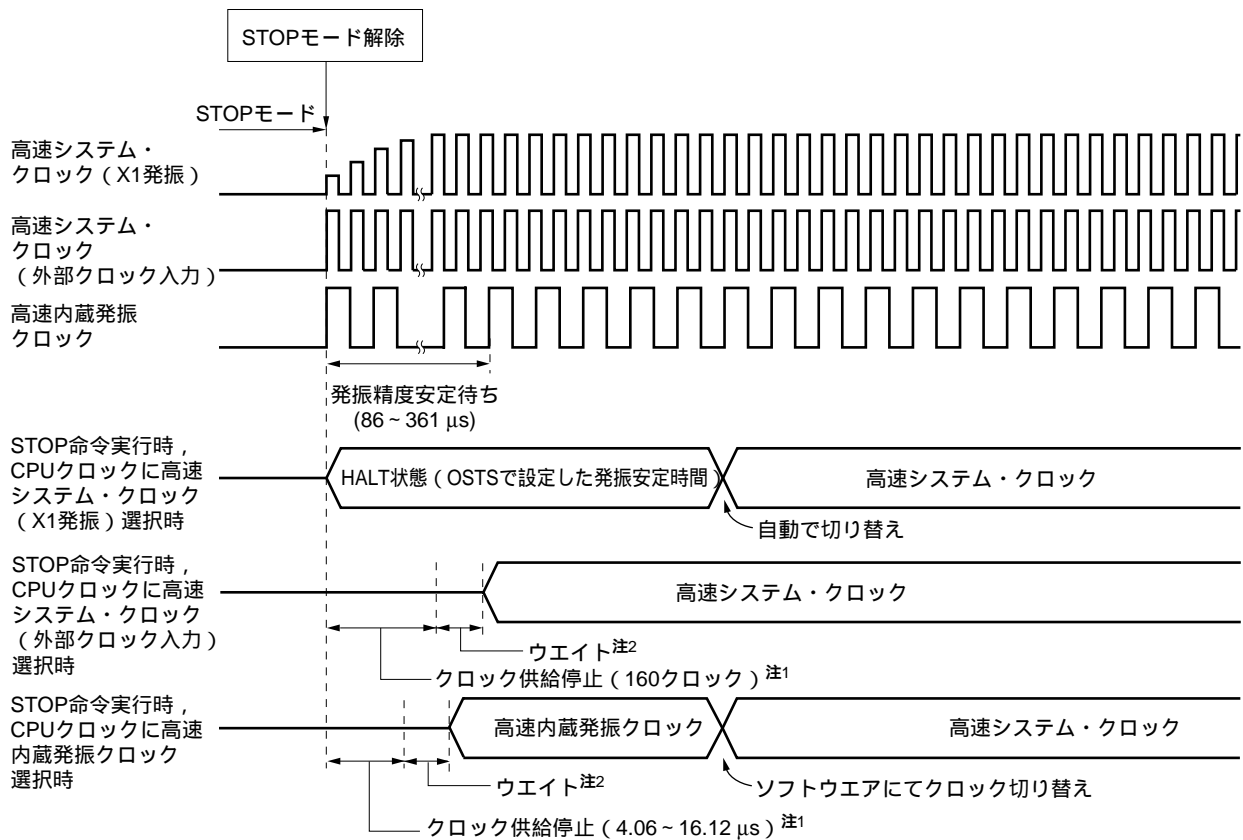 STOPモード解除
STOPモード
高速システム・
クロック（X1発振）
高速システム・
クロック
（外部クロック入力）
高速内蔵発振
クロック
発振精度安定待ち
(86 ~ 361 μs)
STOP命令実行時，
CPUクロックに高速
システム・クロック
（X1発振）選択時
HALT状態（OSTSで設定した発振安定時間）
高速システム・クロック
自動で切り替え
STOP命令実行時，
CPUクロックに高速
システム・クロック
（外部クロック入力）
選択時
高速システム・クロック
ウエイト注2
クロック供給停止（160クロック）注1
STOP命令実行時，
CPUクロックに高速
内蔵発振クロック
選択時
高速内蔵発振クロック
高速システム・クロック
ウエイト注2
ソフトウエアにてクロック切り替え
クロック供給停止（4.06 ~ 16.12 μs）注1